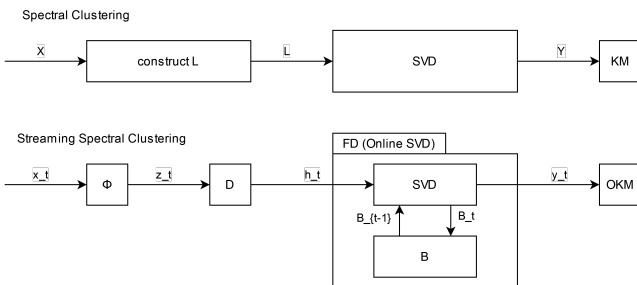 Spectral Clustering
X
construct L
L
SVD
Y
KM
Streaming Spectral Clustering
FD (Online SVD)
x_t
Φ
z_t
D
h_t
SVD
y_t
OKM
B_{t-1}
B_t
B